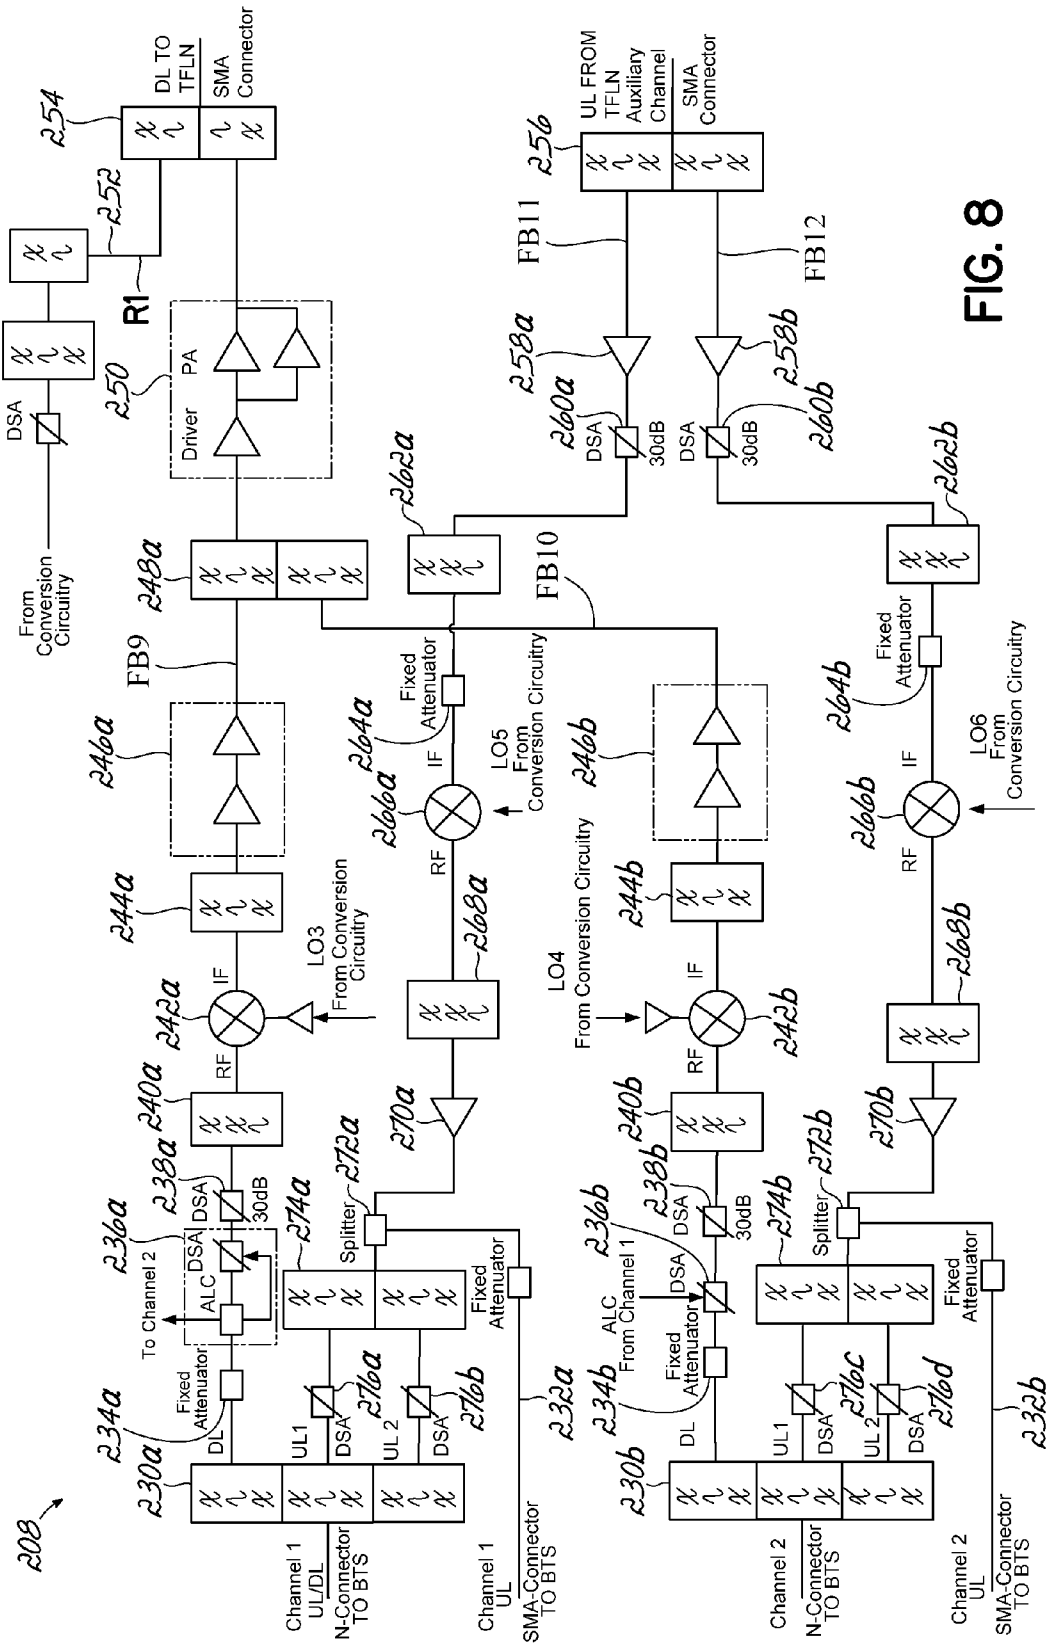 208
Channel 1
UL/DL
N-Connector
TO BTS
Channel 1
UL
SMA-Connector
TO BTS
230a
DL
UL1
UL 2
DSA
DSA
234a
Fixed
Attenuator
276a
276b
232a
To Channel 2
236a
ALC
DSA
238a
DSA
30dB
274a
Splitter
272a
Fixed
Attenuator
240a
RF
242a
IF
LO3
From Conversion
Circuitry
244a
246a
FB9
248a
250
Driver
PA
From
Conversion
Circuitry
DSA
R1
252
254
DL TO
TFLN
SMA
Connector
270a
268a
RF
266a
IF
LO5
From
Conversion Circuitry
264a
Fixed
Attenuator
262a
FB10
260a
DSA
30dB
258a
FB11
256
UL FROM
TFLN
Auxiliary
Channel
SMA
Connector
FB12
258b
260b
DSA
30dB
Channel 2
N-Connector
TO BTS
Channel 2
UL
SMA-Connector
TO BTS
230b
DL
UL1
UL 2
DSA
DSA
234b
Fixed
Attenuator
276c
276d
232b
ALC
From Channel 1
236b
DSA
238b
DSA
30dB
274b
Splitter
272b
Fixed
Attenuator
240b
RF
242b
IF
LO4
From Conversion Circuitry
244b
246b
270b
268b
RF
266b
IF
LO6
From
Conversion Circuitry
264b
Fixed
Attenuator
262b
FIG. 8